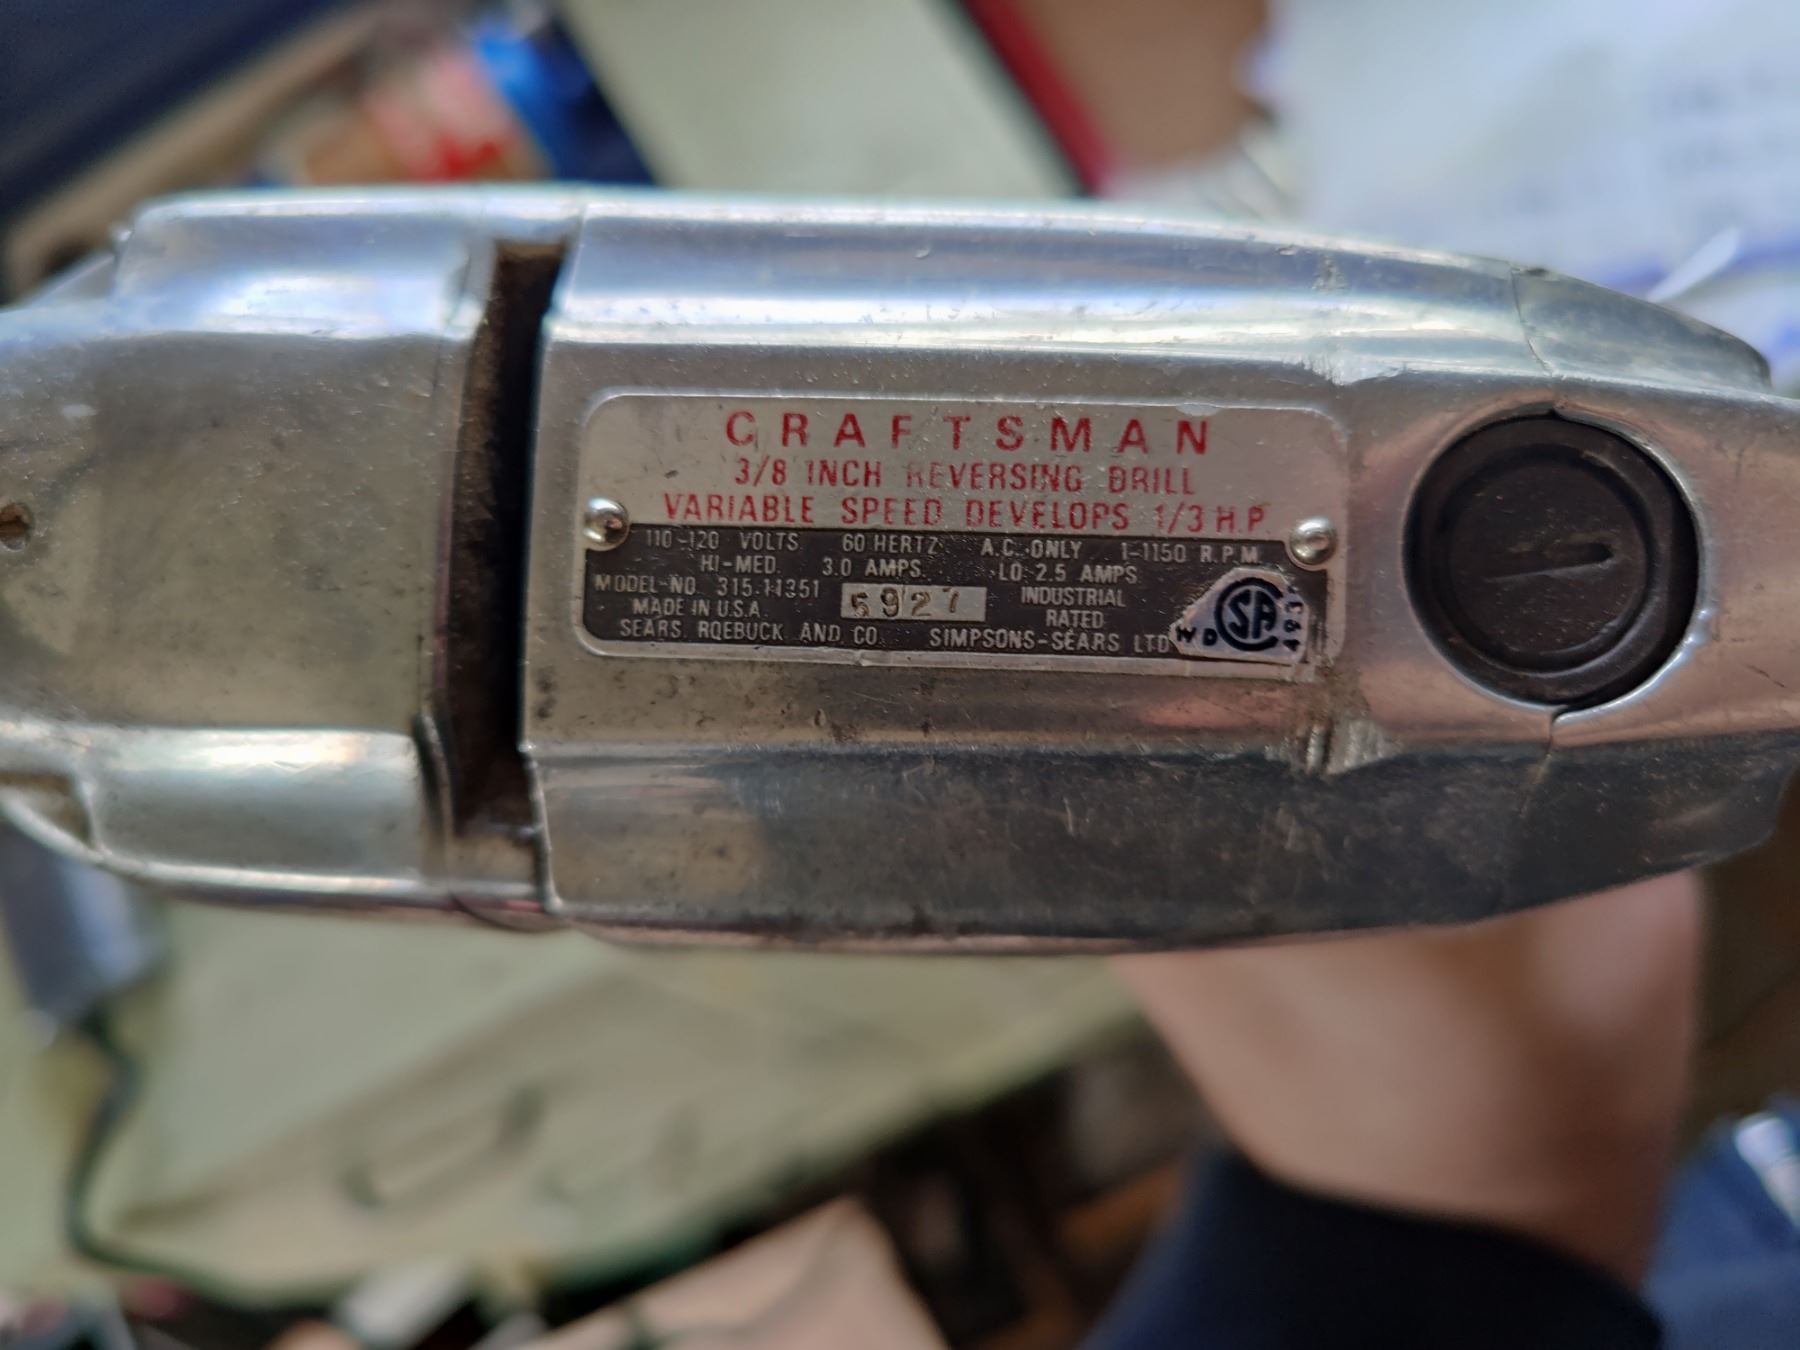 CRAFTSMAN
3/8 INCH REVERSING DRILL
VARIABLE SPEED DEVELOPS 1/3 H.P.
110-120 VOLTS 60 HERTZ A.C. ONLY 1-1150 R.P.M.
HI-MED. 3.0 AMPS. LO. 2.5 AMPS.
MODEL NO. 315.11351 5927 INDUSTRIAL
MADE IN U.S.A. RATED
SEARS, ROEBUCK AND CO. SIMPSONS-SEARS LTD
CSA